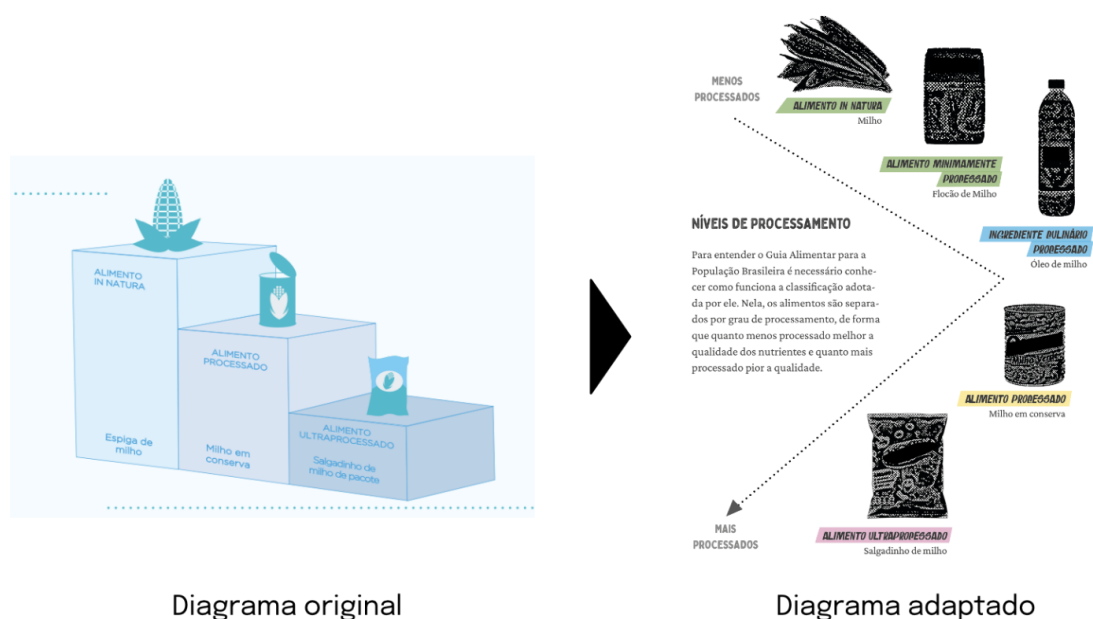 ALIMENTO
IN NATURA
Espiga de
milho
ALIMENTO
PROCESSADO
Milho em
conserva
ALIMENTO
ULTRAPROCESSADO
Salgadinho de
milho de pacote
Diagrama original
MENOS
PROCESSADOS
ALIMENTO IN NATURA
Milho
ALIMENTO MINIMAMENTE
PROCESSADO
Flocão de Milho
INGREDIENTE CULINÁRIO
PROCESSADO
Óleo de milho
NÍVEIS DE PROCESSAMENTO
Para entender o Guia Alimentar para a
População Brasileira é necessário conhe-
cer como funciona a classificação adota-
da por ele. Nela, os alimentos são separa-
dos por grau de processamento, de forma
que quanto menos processado melhor a
qualidade dos nutrientes e quanto mais
processado pior a qualidade.
Milho Verde
ALIMENTO PROCESSADO
Milho em conserva
ALIMENTO ULTRAPROCESSADO
Salgadinho de milho
MAIS
PROCESSADOS
Diagrama adaptado